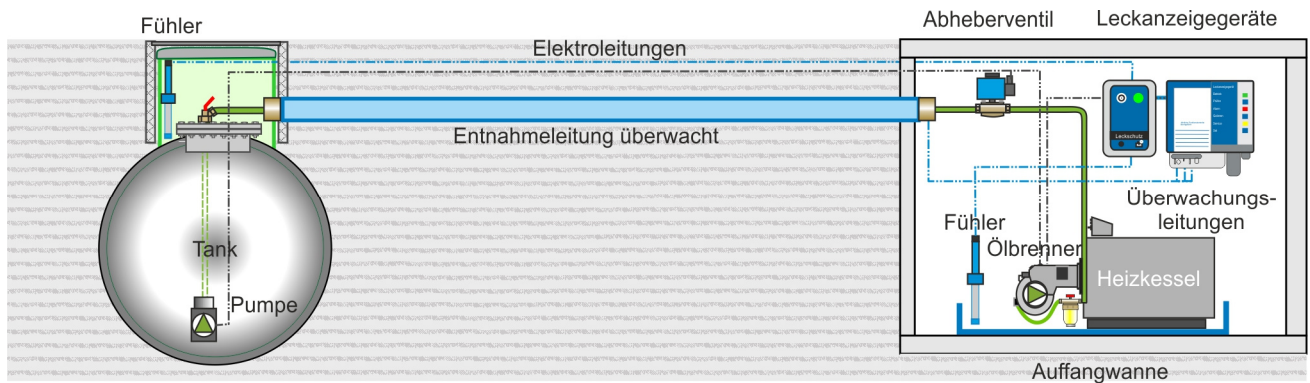 Fühler
Abheberventil
Leckanzeigegeräte
Elektroleitungen
Entnahmeleitung überwacht
Leckschutz
Überwachungs-
leitungen
Tank
Pumpe
Fühler
Ölbrenner
Heizkessel
Auffangwanne